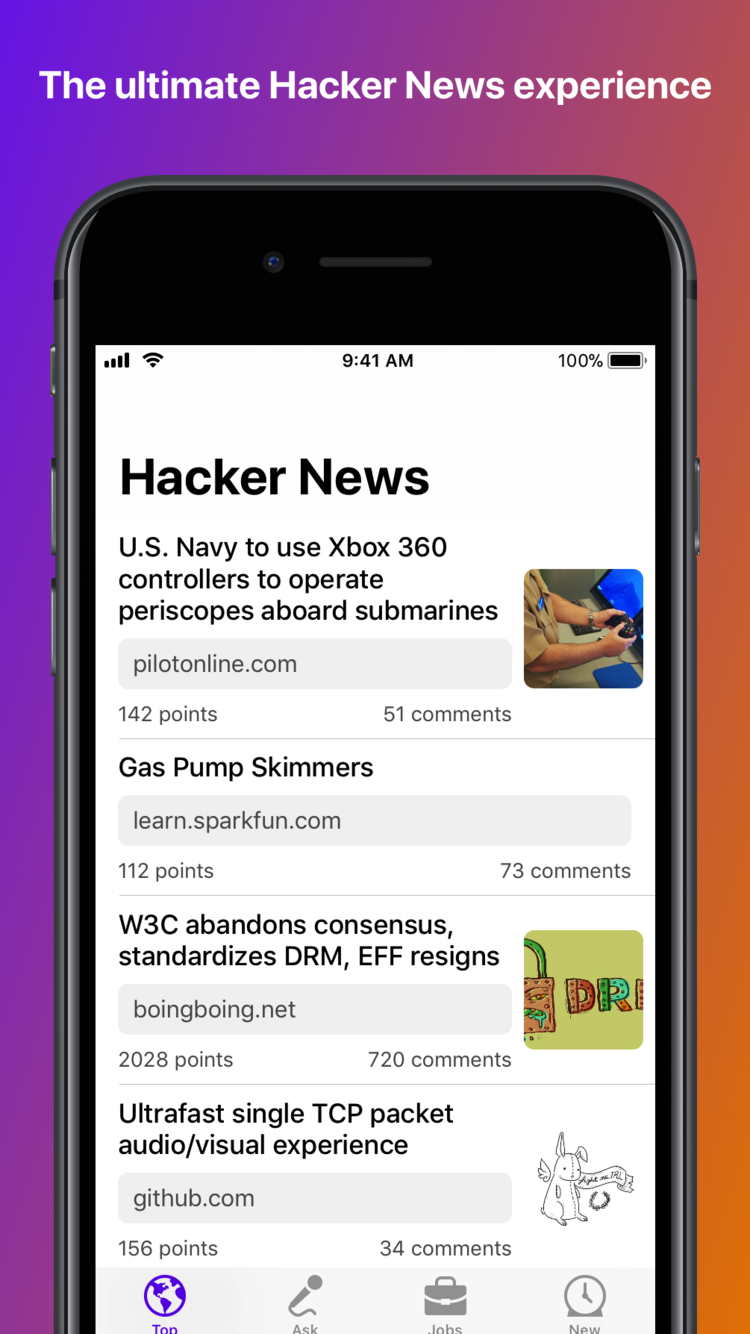 The ultimate Hacker News experience
9:41 AM
100%
Hacker News
U.S. Navy to use Xbox 360
controllers to operate
periscopes aboard submarines
pilotonline.com
142 points
51 comments
Gas Pump Skimmers
learn.sparkfun.com
112 points
73 comments
W3C abandons consensus,
standardizes DRM, EFF resigns
boingboing.net
2028 points
720 comments
DR
Ultrafast single TCP packet
audio/visual experience
github.com
156 points
34 comments
Top
Ask
Jobs
New